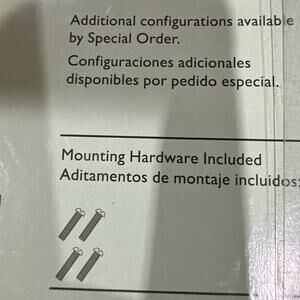 Additional configurations available
by Special Order.
Configuraciones adicionales
disponibles por pedido especial.
Mounting Hardware Included
Aditamentos de montaje incluidos: